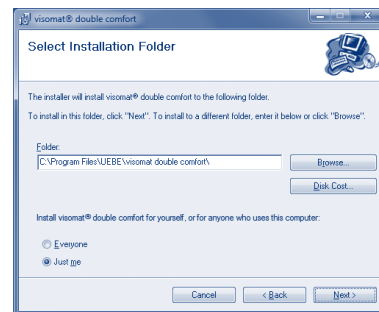 visomat® double comfort
Select Installation Folder
The installer will install visomat® double comfort to the following folder.
To install in this folder, click "Next". To install to a different folder, enter it below or click "Browse".
Folder:
C:\Program Files\UEBE\visomat double comfort\
Browse...
Disk Cost...
Install visomat® double comfort for yourself, or for anyone who uses this computer:
Everyone
Just me
Cancel
< Back
Next >